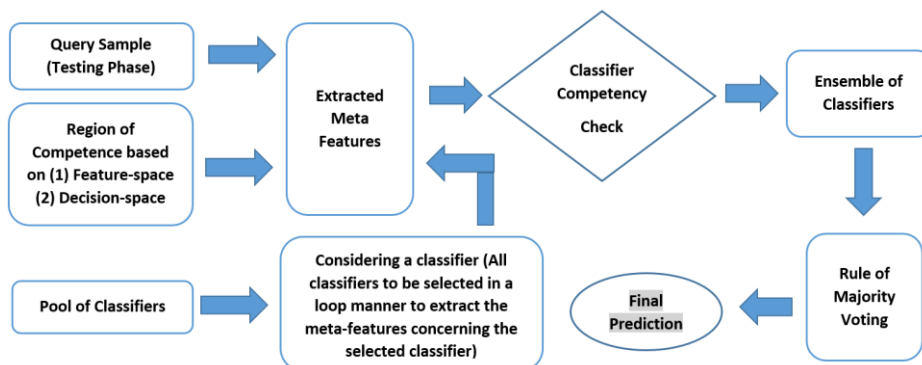 Query Sample
(Testing Phase)
Extracted
Meta
Features
Classifier
Competency
Check
Ensemble of
Classifiers
Region of
Competence based
on (1) Feature-space
(2) Decision-space
Pool of Classifiers
Considering a classifier (All
classifiers to be selected in
a loop manner to extract the
meta-features concerning the
selected classifier)
Final
Prediction
Rule of
Majority
Voting